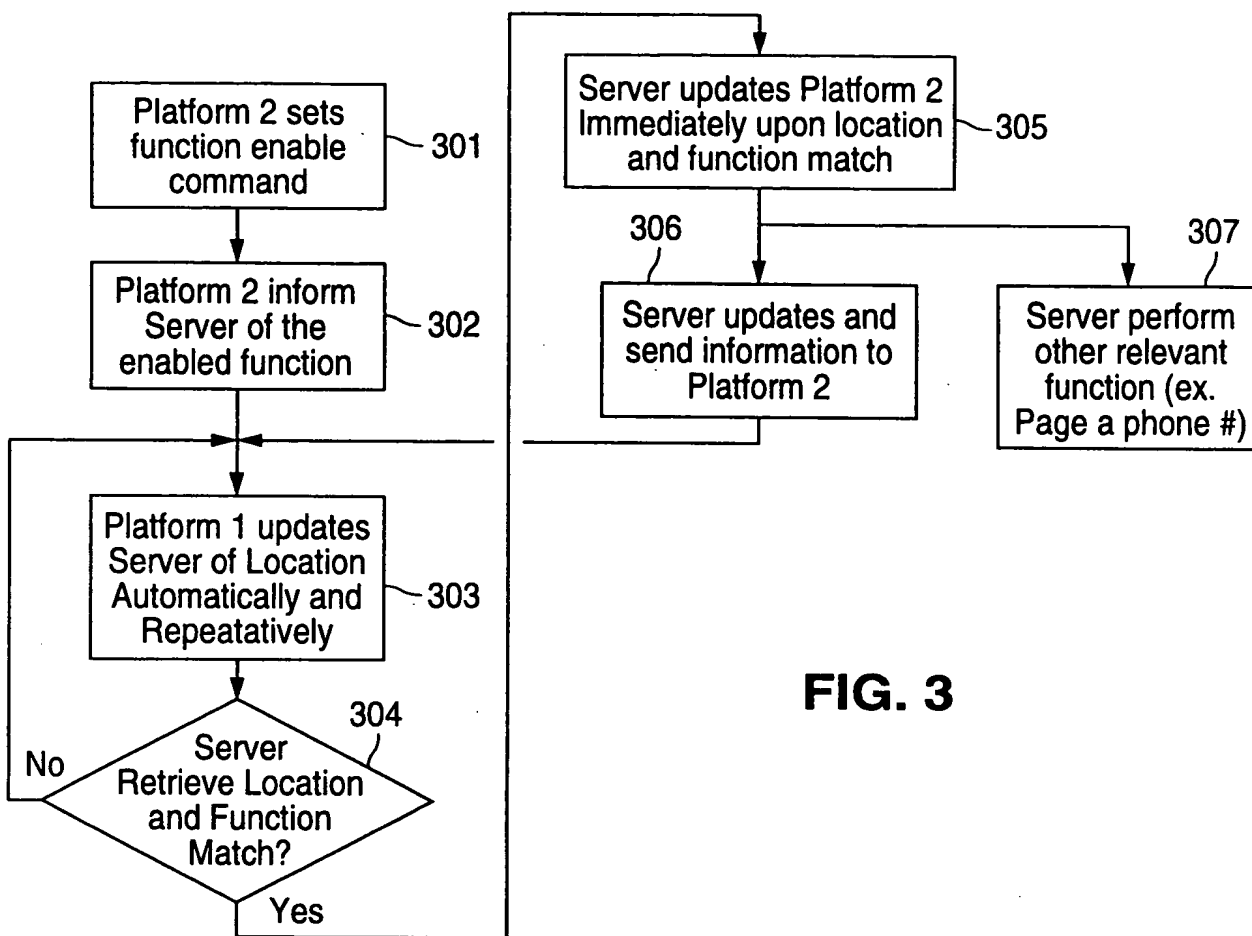 Platform 2 sets
function enable
command
301
Platform 2 inform
Server of the
enabled function
302
Platform 1 updates
Server of Location
Automatically and
Repeatatively
303
304
Server
Retrieve Location
and Function
Match?
No
Yes
Server updates Platform 2
Immediately upon location
and function match
305
306
Server updates and
send information to
Platform 2
307
Server perform
other relevant
function (ex.
Page a phone #)
FIG. 3